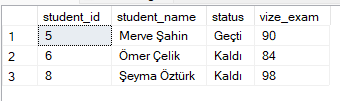 student_id student_name status vize_exam
1 5 Merve Şahin Geçti 90
2 6 Ömer Çelik Kaldı 84
3 8 Şeyma Öztürk Kaldı 98